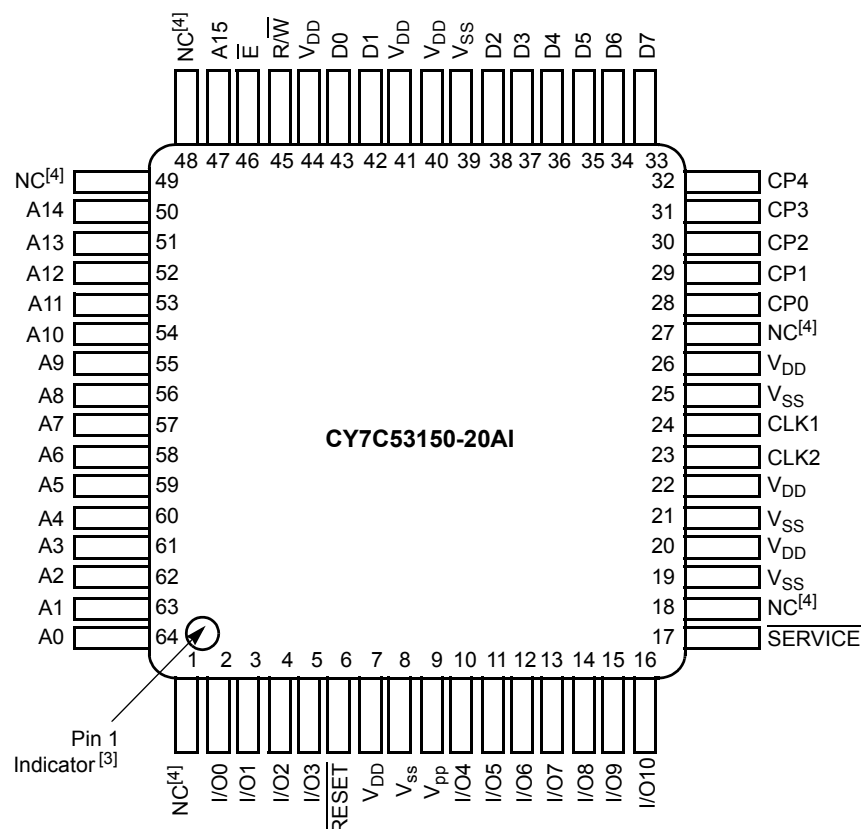 NC[4] A15 E R/W VDD D0 D1 VDD VDD VSS D2 D3 D4 D5 D6 D7
48 47 46 45 44 43 42 41 40 39 38 37 36 35 34 33
NC[4] 49 32 CP4
A14 50 31 CP3
A13 51 30 CP2
A12 52 29 CP1
A11 53 28 CP0
A10 54 27 NC[4]
A9 55 26 VDD
A8 56 25 VSS
A7 57 24 CLK1
CY7C53150-20AI
A6 58 23 CLK2
A5 59 22 VDD
A4 60 21 VSS
A3 61 20 VDD
A2 62 19 VSS
A1 63 18 NC[4]
A0 64 17 SERVICE
1 2 3 4 5 6 7 8 9 10 11 12 13 14 15 16
Pin 1
Indicator [3]
NC[4] I/O0 I/O1 I/O2 I/O3 RESET VDD Vss Vpp I/O4 I/O5 I/O6 I/O7 I/O8 I/O9 I/O10